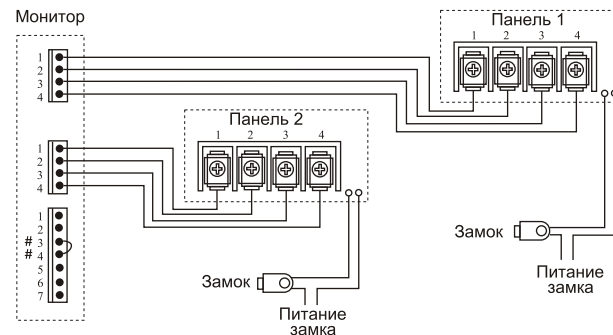 Монитор
Панель 1
1 2 3 4
1
2
3
4
Панель 2
1 2 3 4
1
2
3
4
1
2
# 3
# 4
5
6
7
Замок
Питание
замка
Замок
Питание
замка